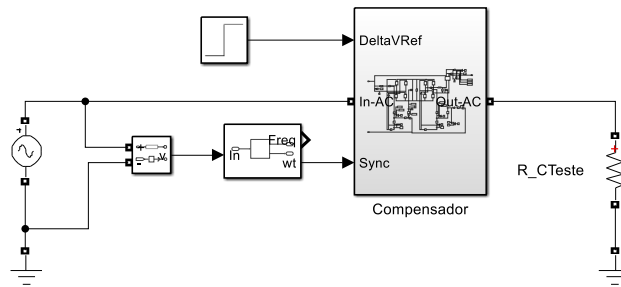 DeltaVRef
In-AC
Out-AC
+
+
-
v
In
Freq
wt
Sync
R_CTeste
+
Compensador